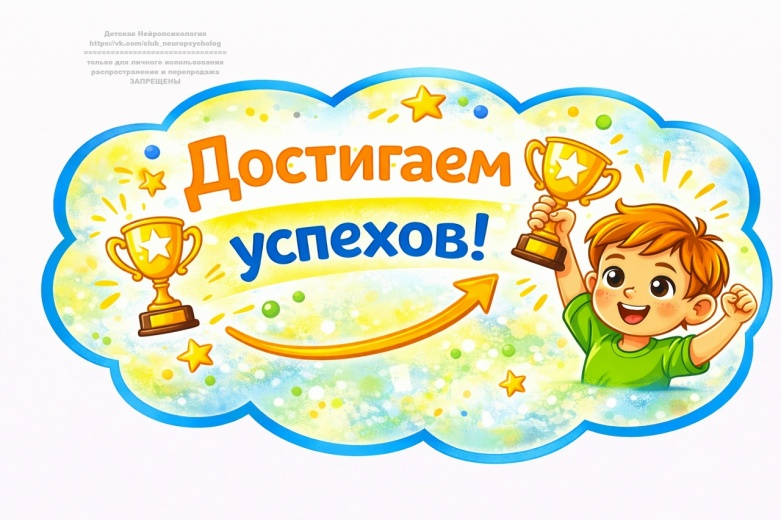 Детская Нейропсихология
https://vk.com/club_neuropsycholog
================================
только для личного использования
распространение и перепродажа
ЗАПРЕЩЕНЫ
Достигаем
успехов!